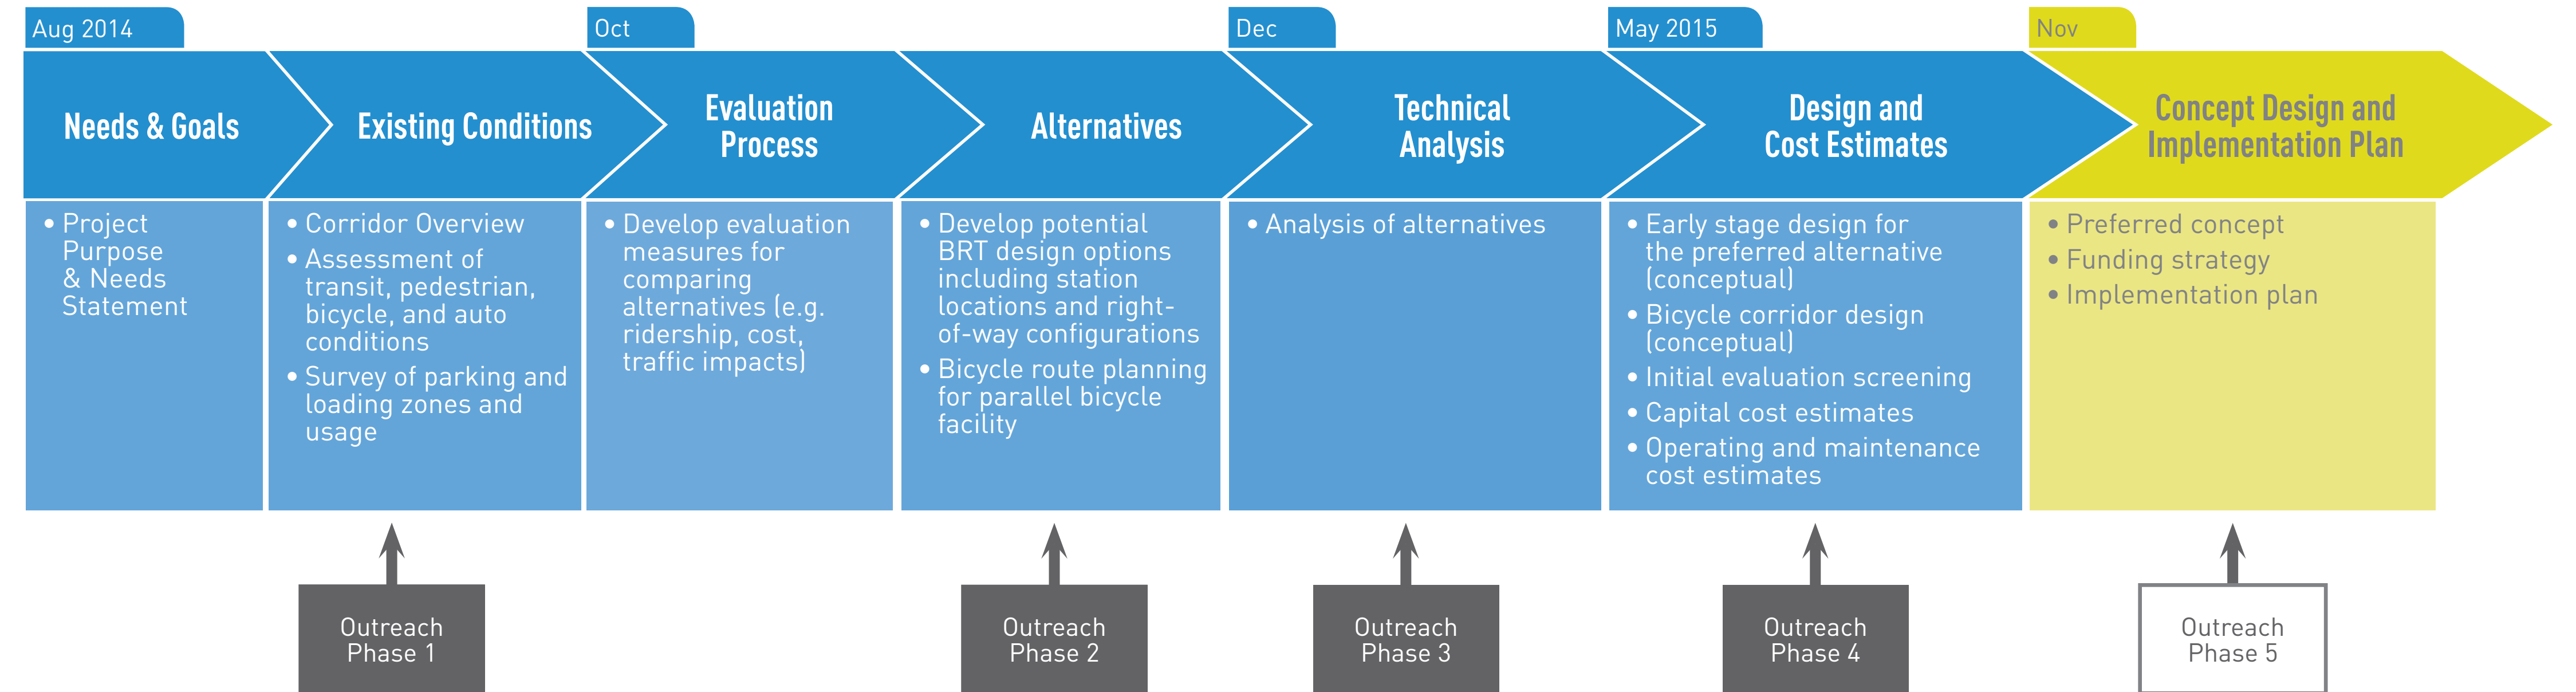 Aug 2014
Oct
Dec
May 2015
Nov
Needs & Goals
Existing Conditions
Evaluation
Process
Alternatives
Technical
Analysis
Design and
Cost Estimates
Concept Design and
Implementation Plan
• Project
Purpose
& Needs
Statement
• Corridor Overview
• Assessment of
transit, pedestrian,
bicycle, and auto
conditions
• Survey of parking and
loading zones and
usage
• Develop evaluation
measures for
comparing
alternatives (e.g.
ridership, cost,
traffic impacts)
• Develop potential
BRT design options
including station
locations and right-
of-way configurations
• Bicycle route planning
for parallel bicycle
facility
• Analysis of alternatives
• Early stage design for
the preferred alternative
(conceptual)
• Bicycle corridor design
(conceptual)
• Initial evaluation screening
• Capital cost estimates
• Operating and maintenance
cost estimates
• Preferred concept
• Funding strategy
• Implementation plan
Outreach
Phase 1
Outreach
Phase 2
Outreach
Phase 3
Outreach
Phase 4
Outreach
Phase 5